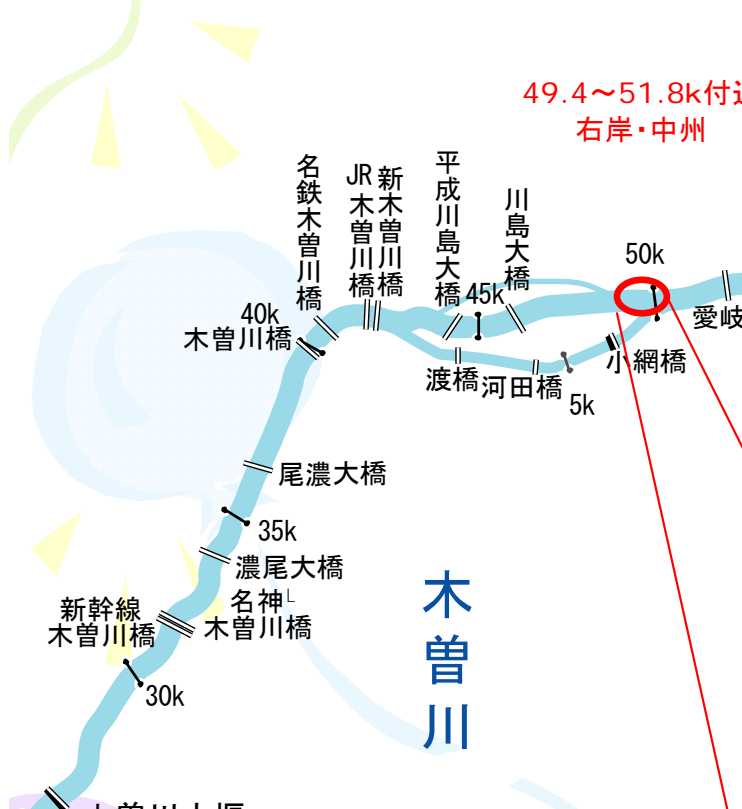 49.4～51.8k付近
右岸・中州
名鉄木曽川橋
JR木曽川橋
新木曽川橋
平成川島大橋
川島大橋
50k
45k
40k
木曽川橋
愛岐
渡橋
河田橋
小網橋
5k
尾濃大橋
35k
濃尾大橋
新幹線
木曽川橋
名神
木曽川橋
30k
木曽川